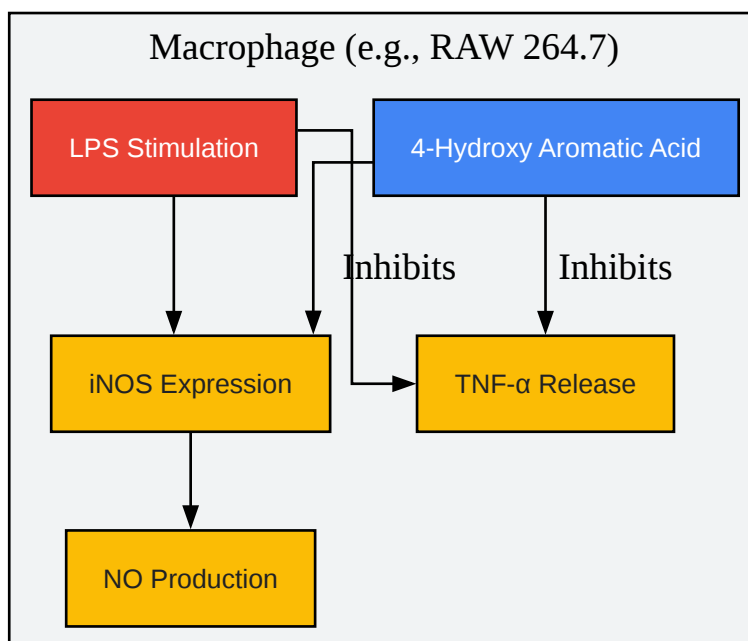 Macrophage (e.g., RAW 264.7)
LPS Stimulation
4-Hydroxy Aromatic Acid
Inhibits
Inhibits
iNOS Expression
TNF-α Release
NO Production